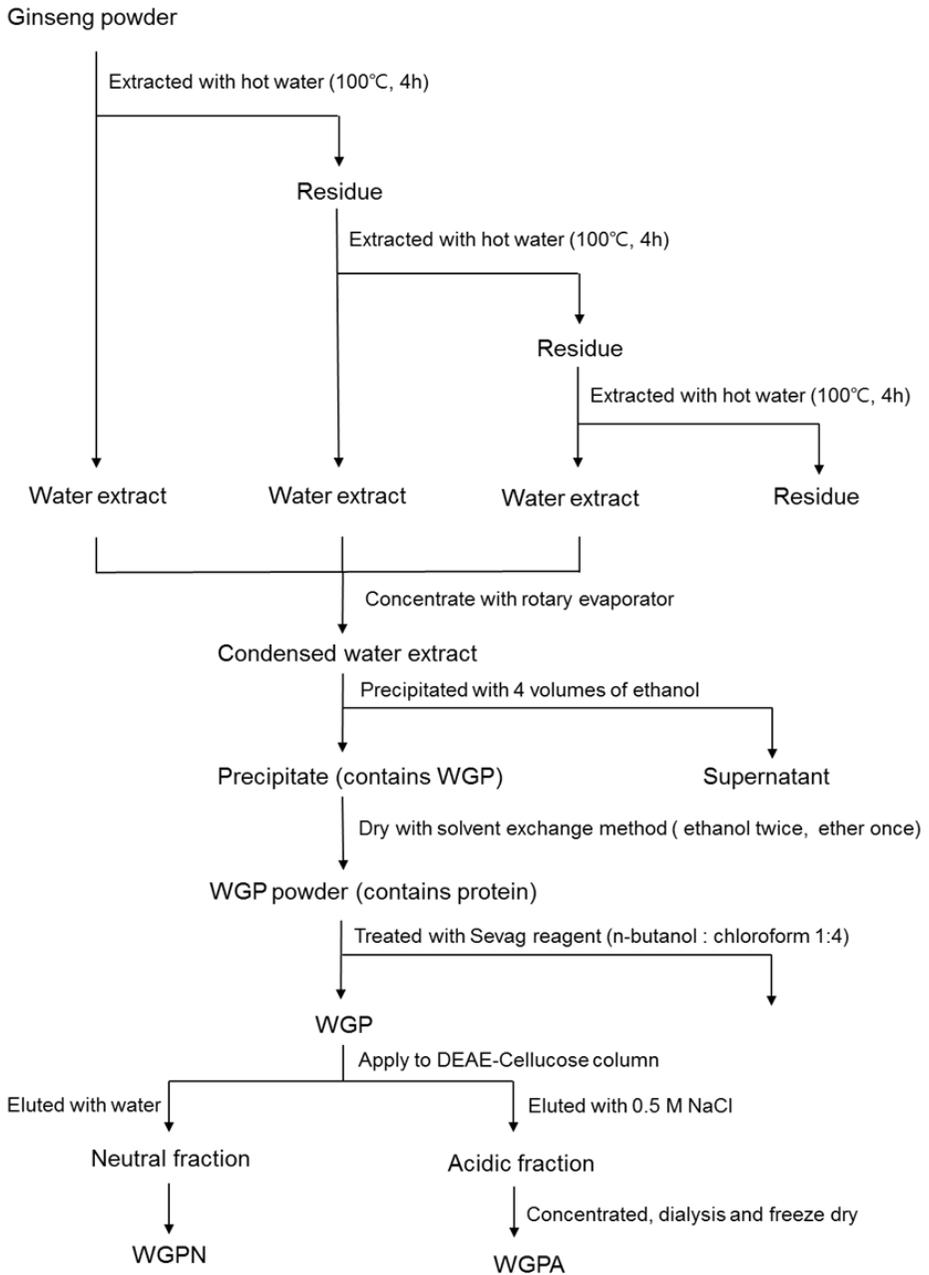 Ginseng powder
Extracted with hot water (100℃, 4h)
Residue
Extracted with hot water (100℃, 4h)
Residue
Extracted with hot water (100℃, 4h)
Water extract
Water extract
Water extract
Residue
Concentrate with rotary evaporator
Condensed water extract
Precipitated with 4 volumes of ethanol
Precipitate (contains WGP)
Supernatant
Dry with solvent exchange method ( ethanol twice, ether once)
WGP powder (contains protein)
Treated with Sevag reagent (n-butanol : chloroform 1:4)
WGP
Apply to DEAE-Cellucose column
Eluted with water
Eluted with 0.5 M NaCl
Neutral fraction
Acidic fraction
Concentrated, dialysis and freeze dry
WGPN
WGPA